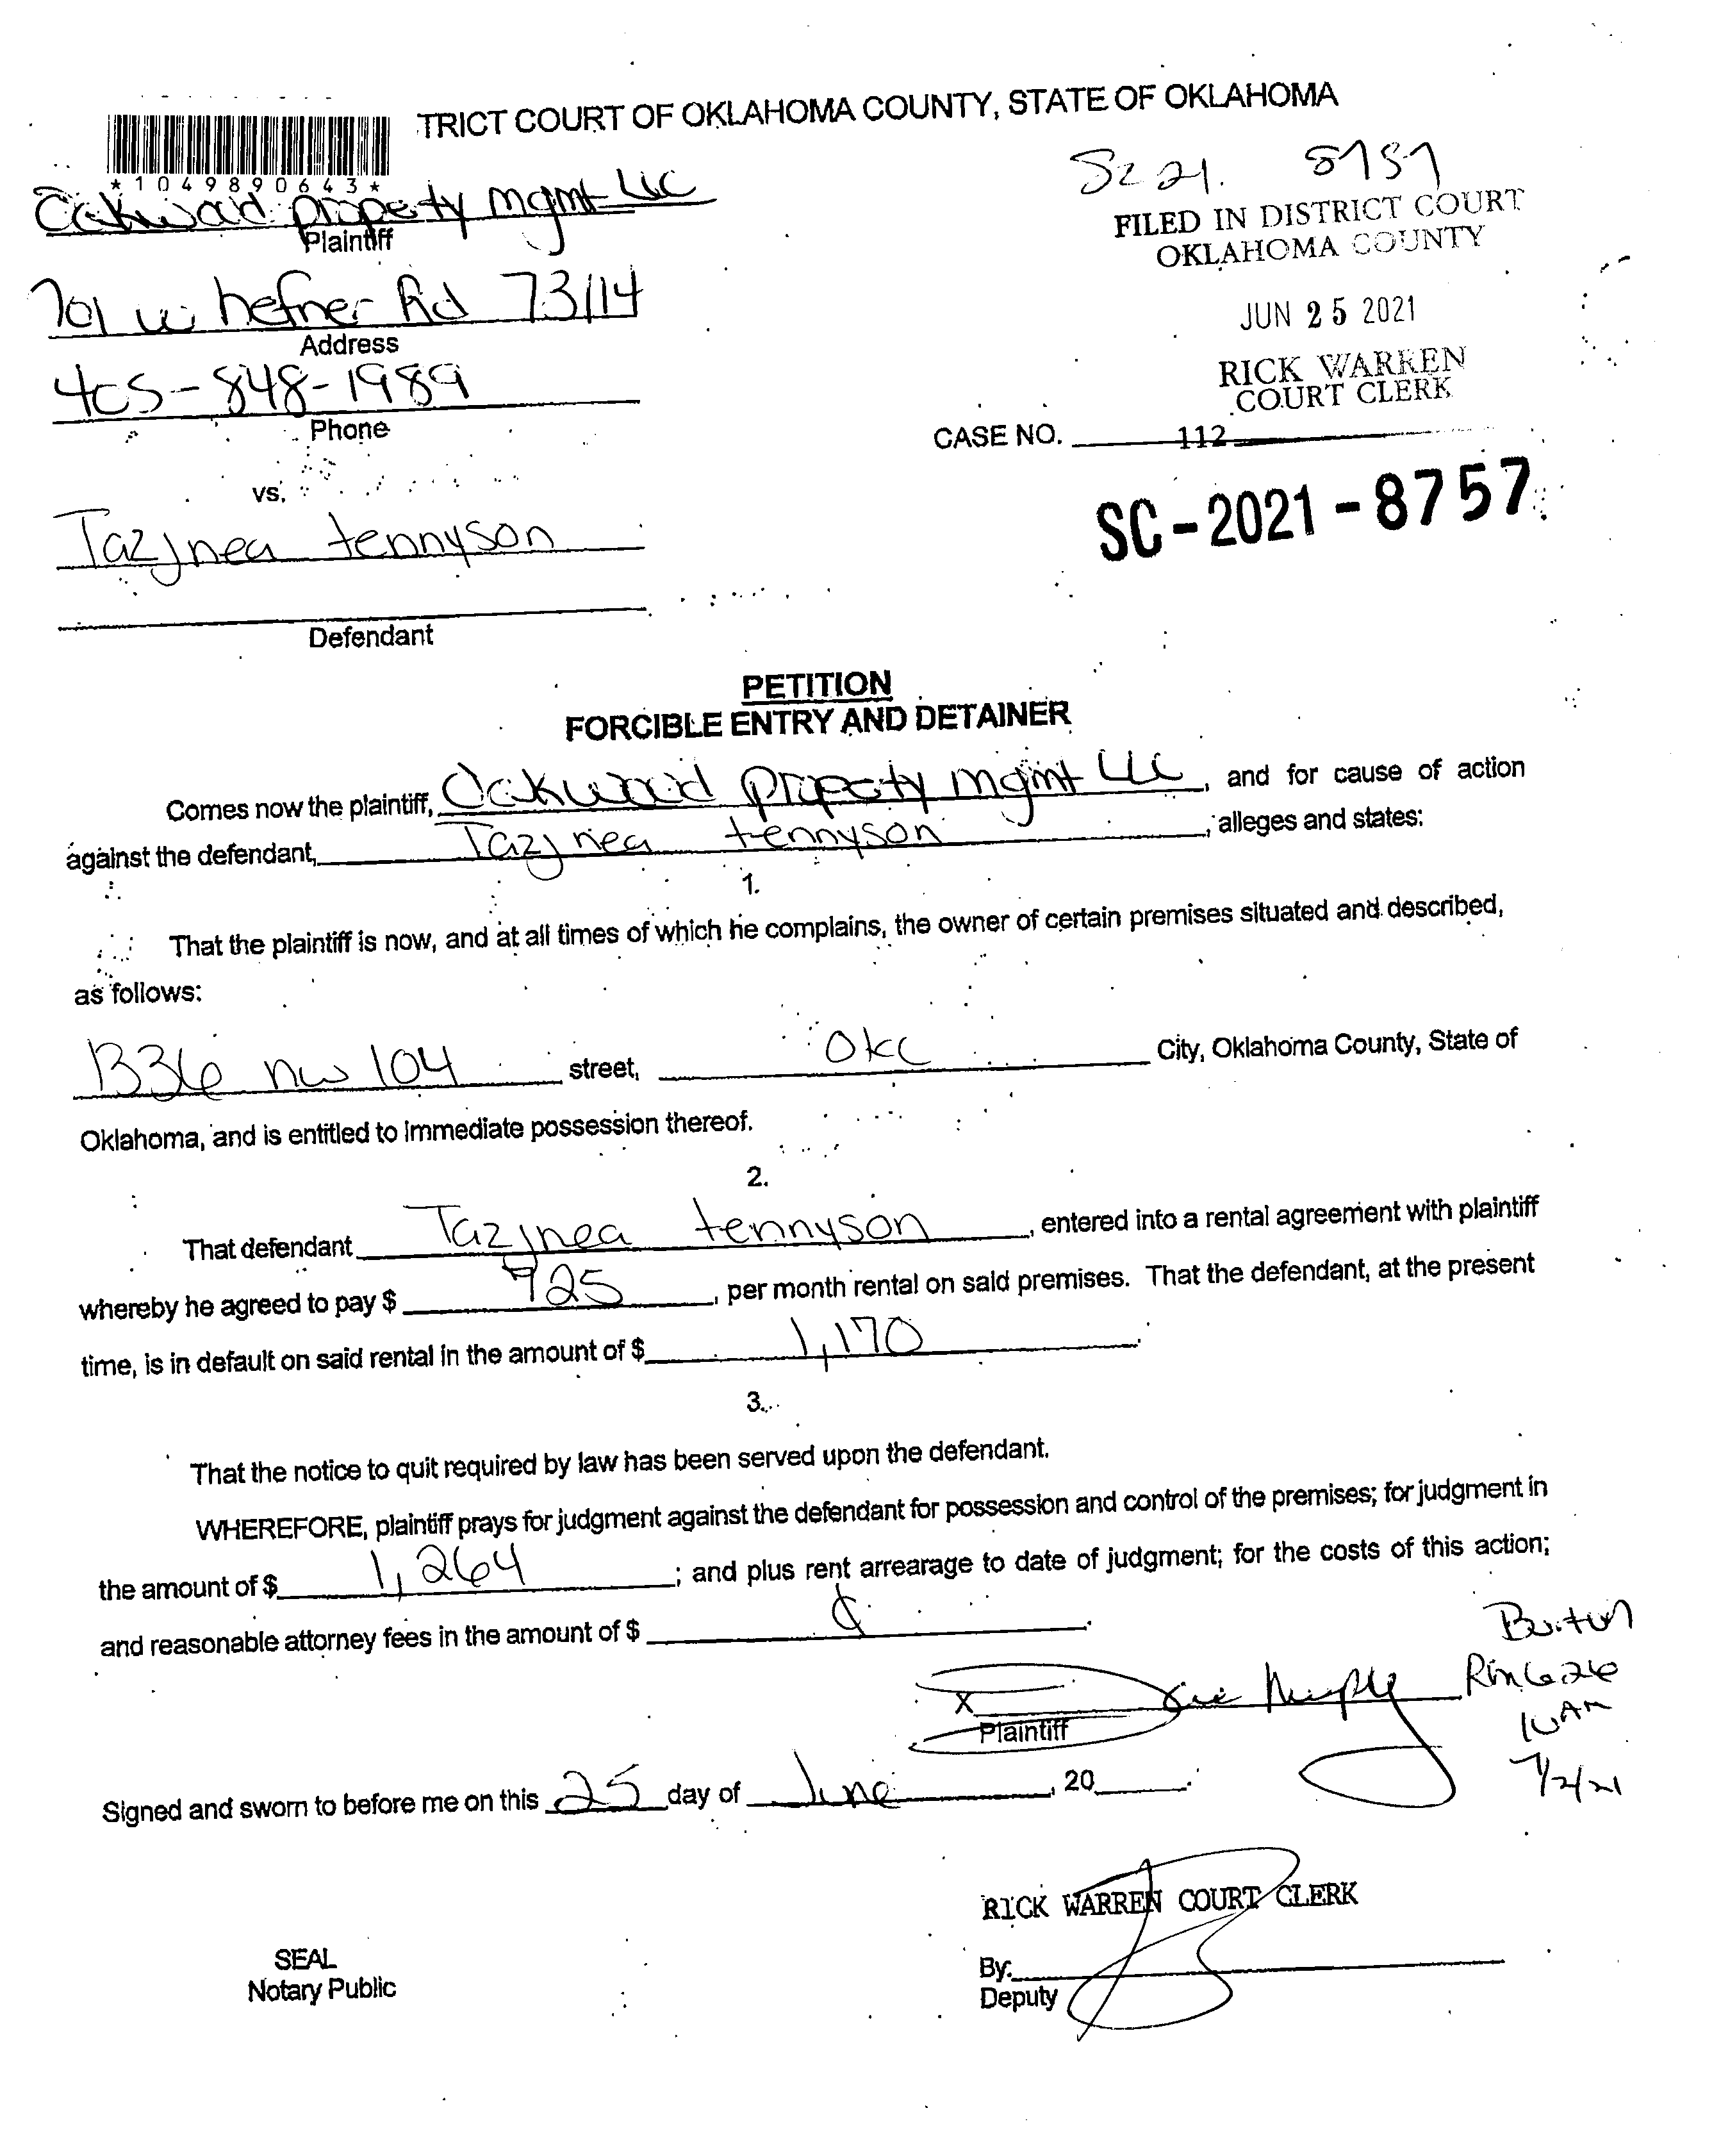 TRICT COURT OF OKLAHOMA COUNTY, STATE OF OKLAHOMA
*1049890643*
Oakwood property mgmt LLC
Plaintiff
701 w hefner Rd 73114
Address
405-848-1989
Phone
vs.
Tazjnea tennyson
Defendant
8757
FILED IN DISTRICT COURT
OKLAHOMA COUNTY
JUN 25 2021
RICK WARREN
COURT CLERK
CASE NO. 112
SC-2021-8757
PETITION
FORCIBLE ENTRY AND DETAINER
Comes now the plaintiff, Oakwood property mgmt LLC, and for cause of action
against the defendant, Tazjnea tennyson, alleges and states:
1.
That the plaintiff is now, and at all times of which he complains, the owner of certain premises situated and described,
as follows:
1336 nw 104 street, OKC City, Oklahoma County, State of
Oklahoma, and is entitled to immediate possession thereof.
2.
That defendant Tazjnea tennyson, entered into a rental agreement with plaintiff
whereby he agreed to pay $ 925, per month rental on said premises. That the defendant, at the present
time, is in default on said rental in the amount of $ 1,170.
3.
That the notice to quit required by law has been served upon the defendant.
WHEREFORE, plaintiff prays for judgment against the defendant for possession and control of the premises; for judgment in
the amount of $ 1,264; and plus rent arrearage to date of judgment; for the costs of this action;
and reasonable attorney fees in the amount of $
X
Plaintiff
Rm 626
10 AM
7/2/21
Signed and sworn to before me on this 25 day of June, 20
RICK WARREN COURT CLERK
SEAL
Notary Public
By:
Deputy